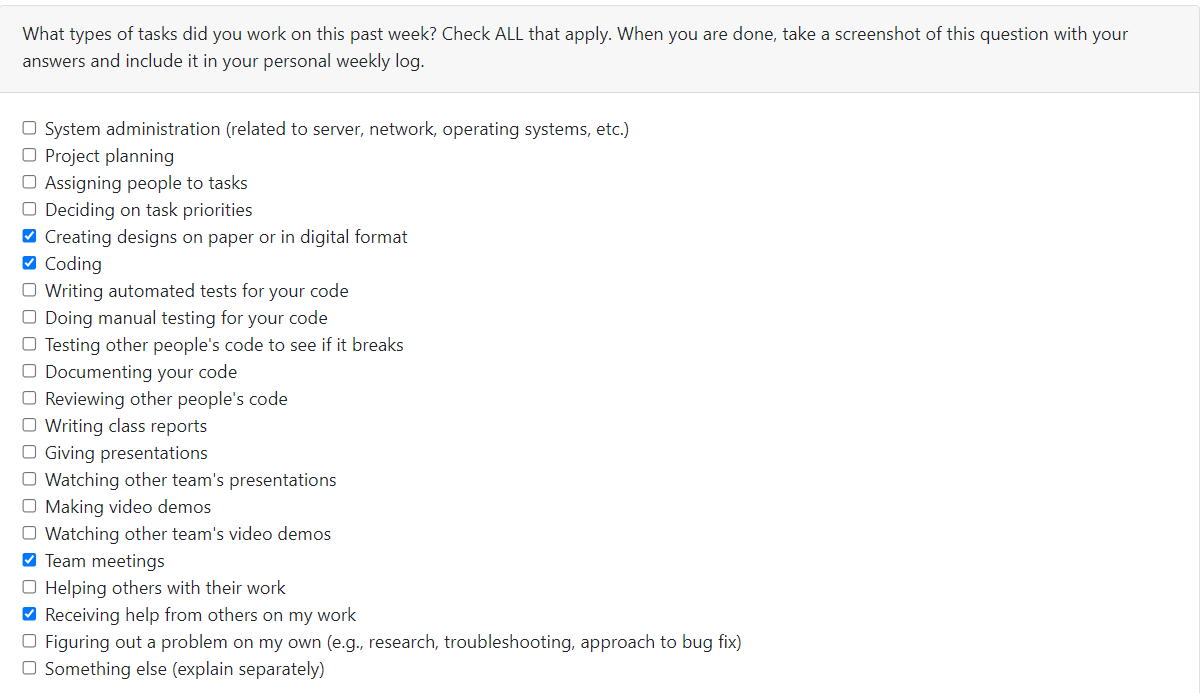 What types of tasks did you work on this past week? Check ALL that apply. When you are done, take a screenshot of this question with your
answers and include it in your personal weekly log.
System administration (related to server, network, operating systems, etc.)
Project planning
Assigning people to tasks
Deciding on task priorities
Creating designs on paper or in digital format
Coding
Writing automated tests for your code
Doing manual testing for your code
Testing other people's code to see if it breaks
Documenting your code
Reviewing other people's code
Writing class reports
Giving presentations
Watching other team's presentations
Making video demos
Watching other team's video demos
Team meetings
Helping others with their work
Receiving help from others on my work
Figuring out a problem on my own (e.g., research, troubleshooting, approach to bug fix)
Something else (explain separately)